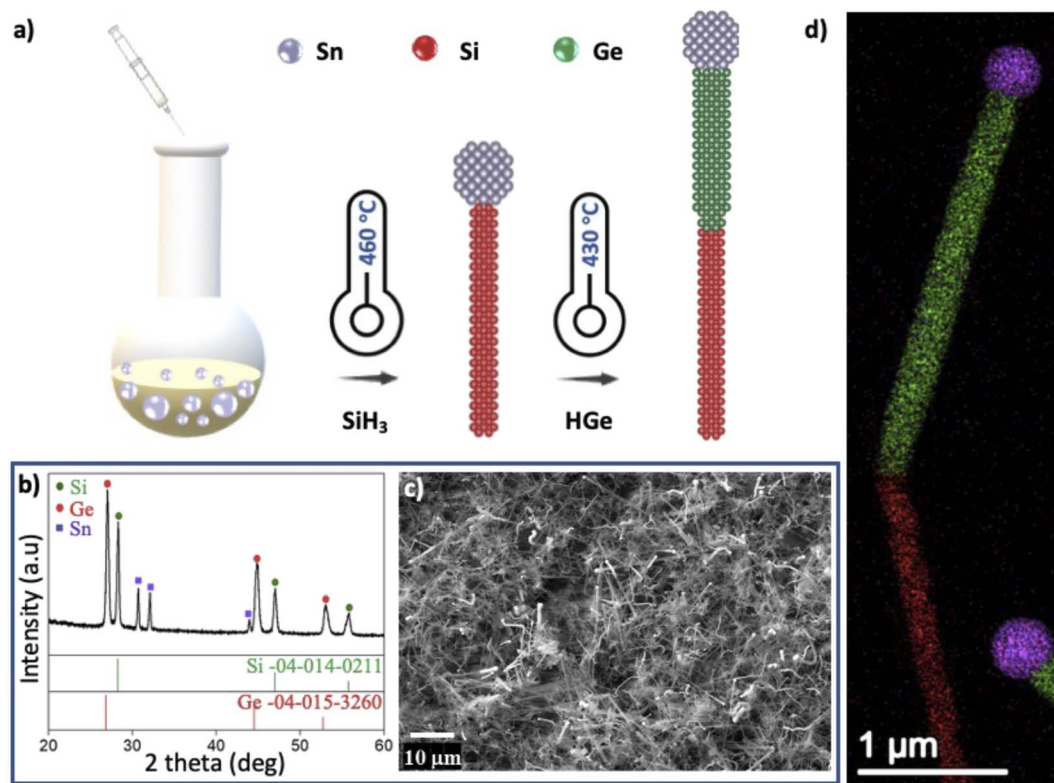 a)
Sn
Si
Ge
d)
460 °C
430 °C
SiH₃
HGe
b)
Si
Ge
Sn
Intensity (a.u)
Si -04-014-0211
Ge -04-015-3260
20
30
40
50
60
2 theta (deg)
c)
10 µm
1 µm